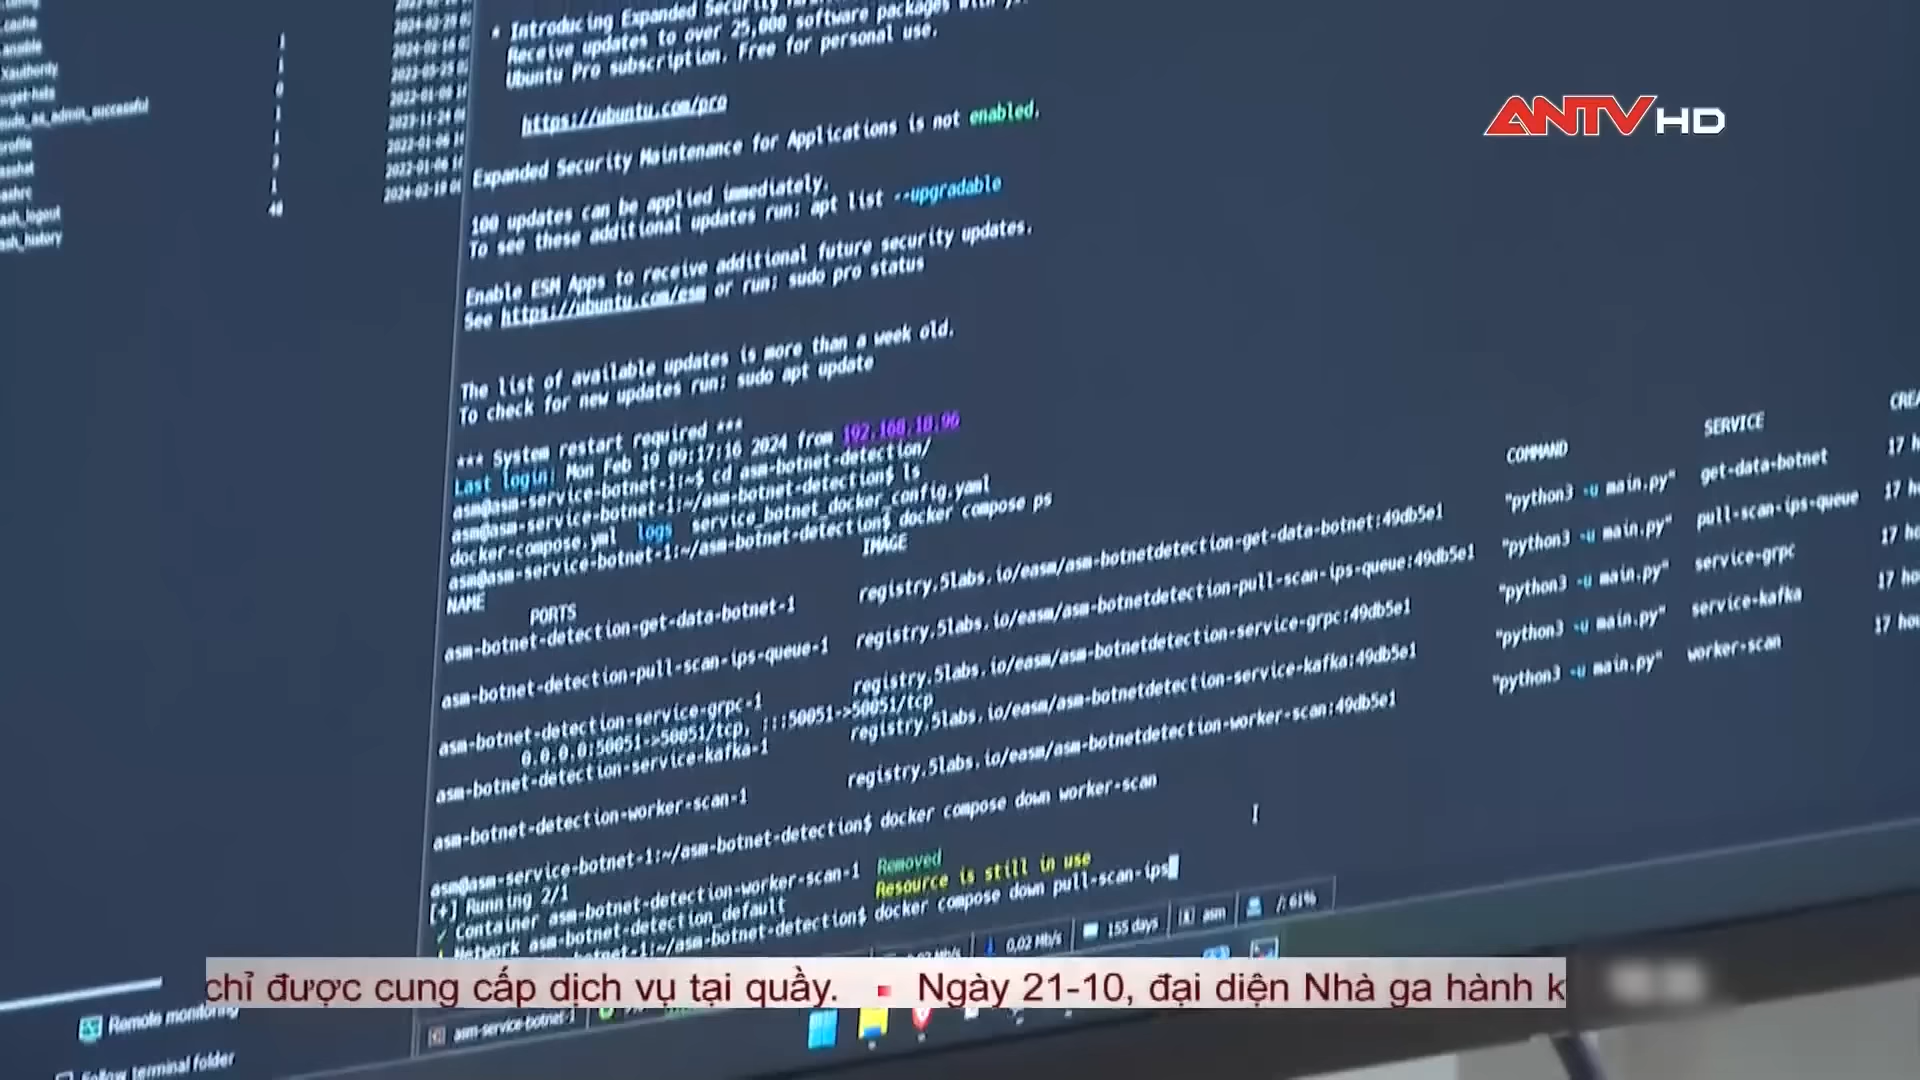 * Introducing Expanded Security
Receive updates to over 25,000 software packages with
Ubuntu Pro subscription. Free for personal use.
https://ubuntu.com/pro
Expanded Security Maintenance for Applications is not enabled.
100 updates can be applied immediately.
To see these additional updates run: apt list --upgradable
Enable ESM Apps to receive additional future security updates.
See https://ubuntu.com/esm or run: sudo pro status
The list of available updates is more than a week old.
To check for new updates run: sudo apt update
*** System restart required ***
Last login: Mon Feb 19 09:17:16 2024 from 192.168.10.96
asm@asm-service-botnet-1:~$ cd asm-botnet-detection/
asm@asm-service-botnet-1:~/asm-botnet-detection$ ls
docker-compose.yml logs service_botnet_docker_config.yaml
asm@asm-service-botnet-1:~/asm-botnet-detection$ docker compose ps
NAME IMAGE COMMAND SERVICE CREA
PORTS
asm-botnet-detection-get-data-botnet-1 registry.5labs.io/easm/asm-botnetdetection-get-data-botnet:49db5e1 "python3 -u main.py" get-data-botnet 17 h
asm-botnet-detection-pull-scan-ips-queue-1 registry.5labs.io/easm/asm-botnetdetection-pull-scan-ips-queue:49db5e1 "python3 -u main.py" pull-scan-ips-queue 17 h
asm-botnet-detection-service-grpc-1 registry.5labs.io/easm/asm-botnetdetection-service-grpc:49db5e1 "python3 -u main.py" service-grpc 17 h
0.0.0.0:50051->50051/tcp, :::50051->50051/tcp
asm-botnet-detection-service-kafka-1 registry.5labs.io/easm/asm-botnetdetection-service-kafka:49db5e1 "python3 -u main.py" service-kafka 17 ho
asm-botnet-detection-worker-scan-1 registry.5labs.io/easm/asm-botnetdetection-worker-scan:49db5e1 "python3 -u main.py" worker-scan 17 hou
asm@asm-service-botnet-1:~/asm-botnet-detection$ docker compose down worker-scan
[+] Running 2/1
✓ Container asm-botnet-detection-worker-scan-1 Removed
! Network asm-botnet-detection_default Resource is still in use
botnet-1:~/asm-botnet-detection$ docker compose down pull-scan-ips
0,02 Mb/s 155 days asm /: 61%
ANTV HD
chỉ được cung cấp dịch vụ tại quầy. ▪ Ngày 21-10, đại diện Nhà ga hành k
Remote monitoring
asm-service-botnet-1
Follow terminal folder